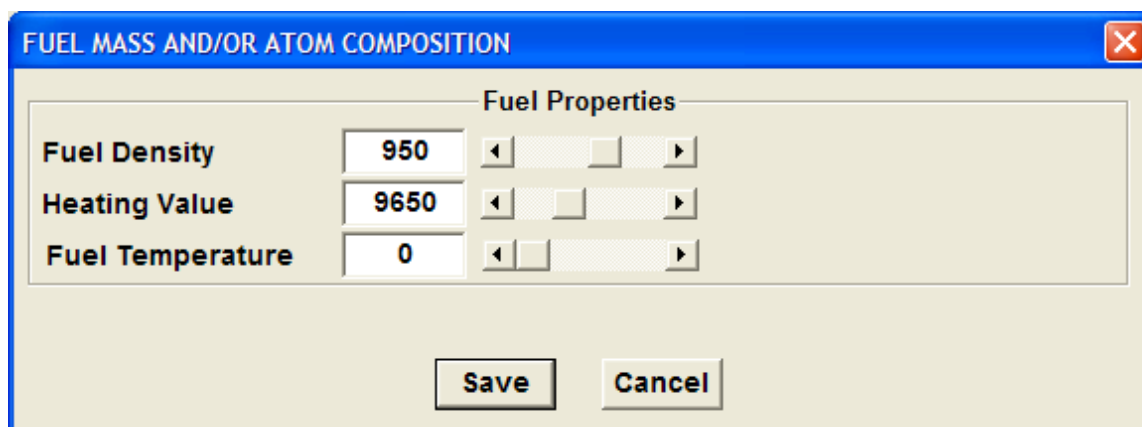 FUEL MASS AND/OR ATOM COMPOSITION
Fuel Properties
Fuel Density 950
Heating Value 9650
Fuel Temperature 0
Save Cancel